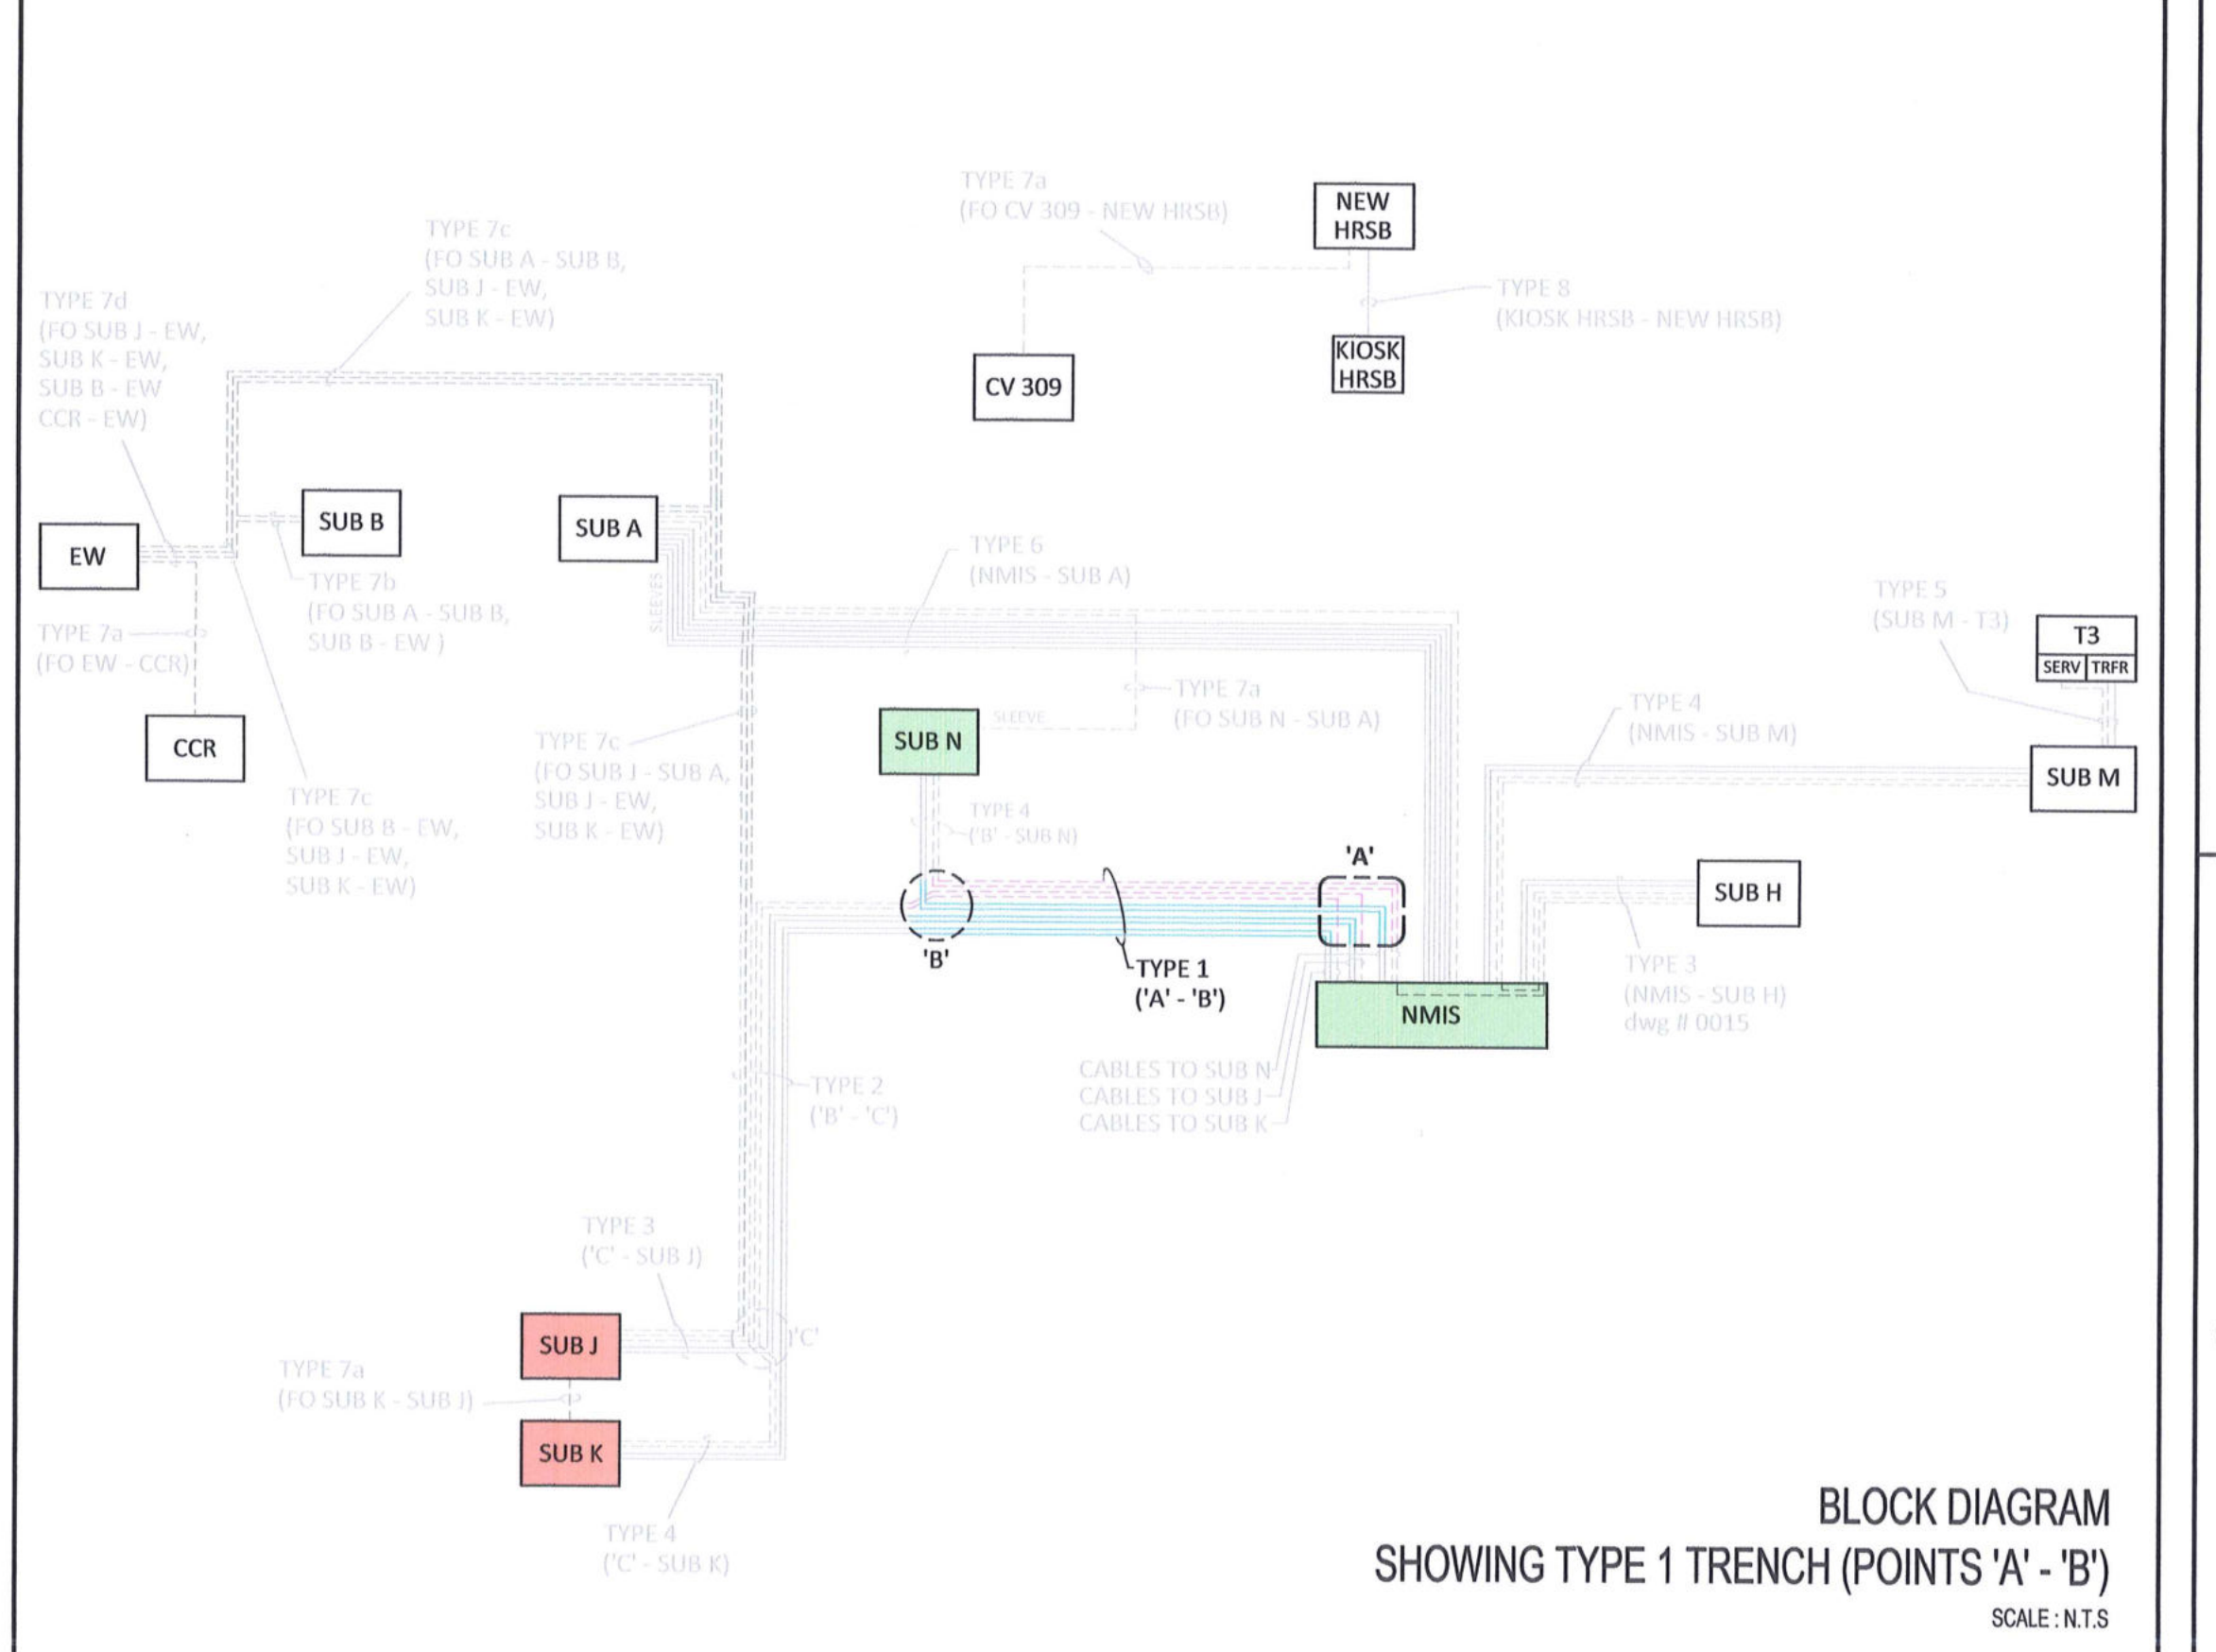 TYPE 7a
(FO CV 309 - NEW HRSB)
NEW
HRSB
TYPE 7c
(FO SUB A - SUB B,
SUB J - EW,
SUB K - EW)
TYPE 8
(KIOSK HRSB - NEW HRSB)
TYPE 7d
(FO SUB J - EW,
SUB K - EW,
SUB B - EW
CCR - EW)
KIOSK
HRSB
CV 309
SUB B
SUB A
EW
TYPE 6
(NMIS - SUB A)
SLEEVES
TYPE 7b
(FO SUB A - SUB B,
SUB B - EW )
TYPE 5
(SUB M - T3)
T3
SERV TRFR
TYPE 7a
(FO EW - CCR)
TYPE 7a
(FO SUB N - SUB A)
SLEEVE
SUB N
TYPE 4
(NMIS - SUB M)
CCR
TYPE 7c
(FO SUB J - SUB A,
SUB J - EW,
SUB K - EW)
SUB M
TYPE 7c
(FO SUB B - EW,
SUB J - EW,
SUB K - EW)
TYPE 4
('B' - SUB N)
'A'
SUB H
'B'
TYPE 1
('A' - 'B')
TYPE 3
(NMIS - SUB H)
dwg # 0015
NMIS
CABLES TO SUB N
CABLES TO SUB J
CABLES TO SUB K
TYPE 2
('B' - 'C')
TYPE 3
('C' - SUB J)
SUB J
'C'
TYPE 7a
(FO SUB K - SUB J)
SUB K
TYPE 4
('C' - SUB K)
BLOCK DIAGRAM
SHOWING TYPE 1 TRENCH (POINTS 'A' - 'B')
SCALE : N.T.S